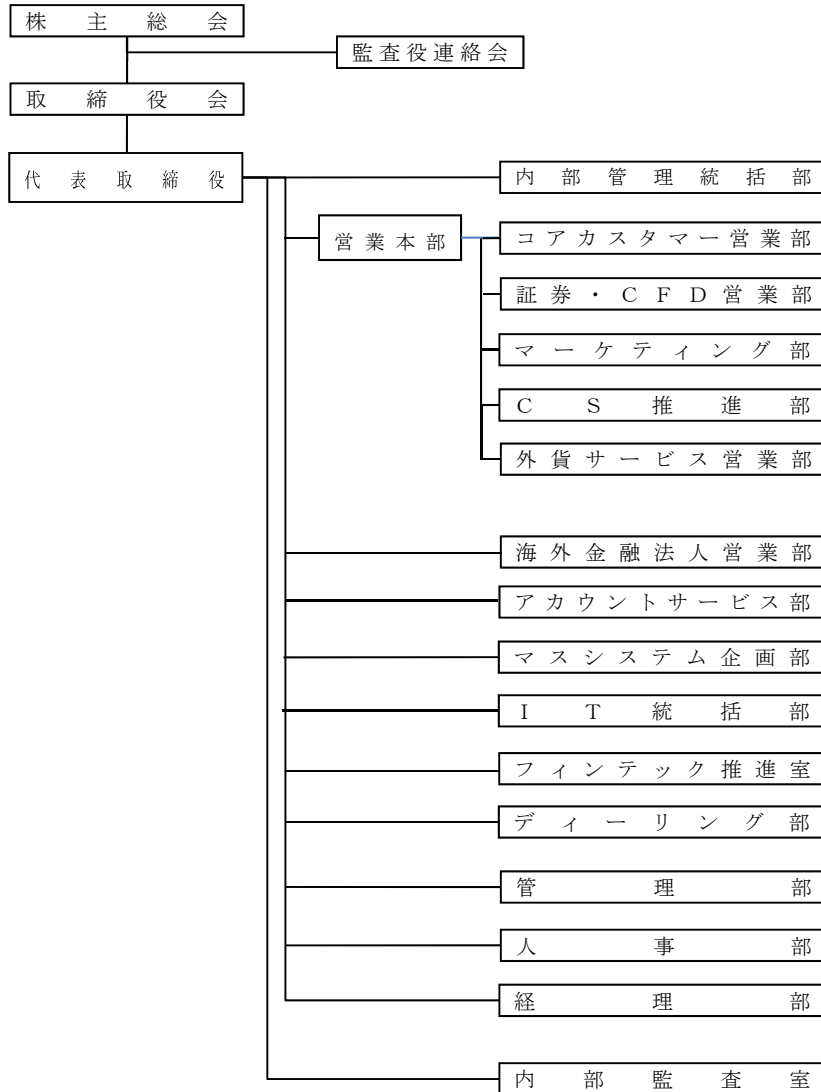 株主総会
監査役連絡会
取締役会
代表取締役
内部管理統括部
営業本部
コアカスタマー営業部
証券・ＣＦＤ営業部
マーケティング部
ＣＳ推進部
外貨サービス営業部
海外金融法人営業部
アカウントサービス部
マスシステム企画部
ＩＴ統括部
フィンテック推進室
ディーリング部
管理部
人事部
経理部
内部監査室